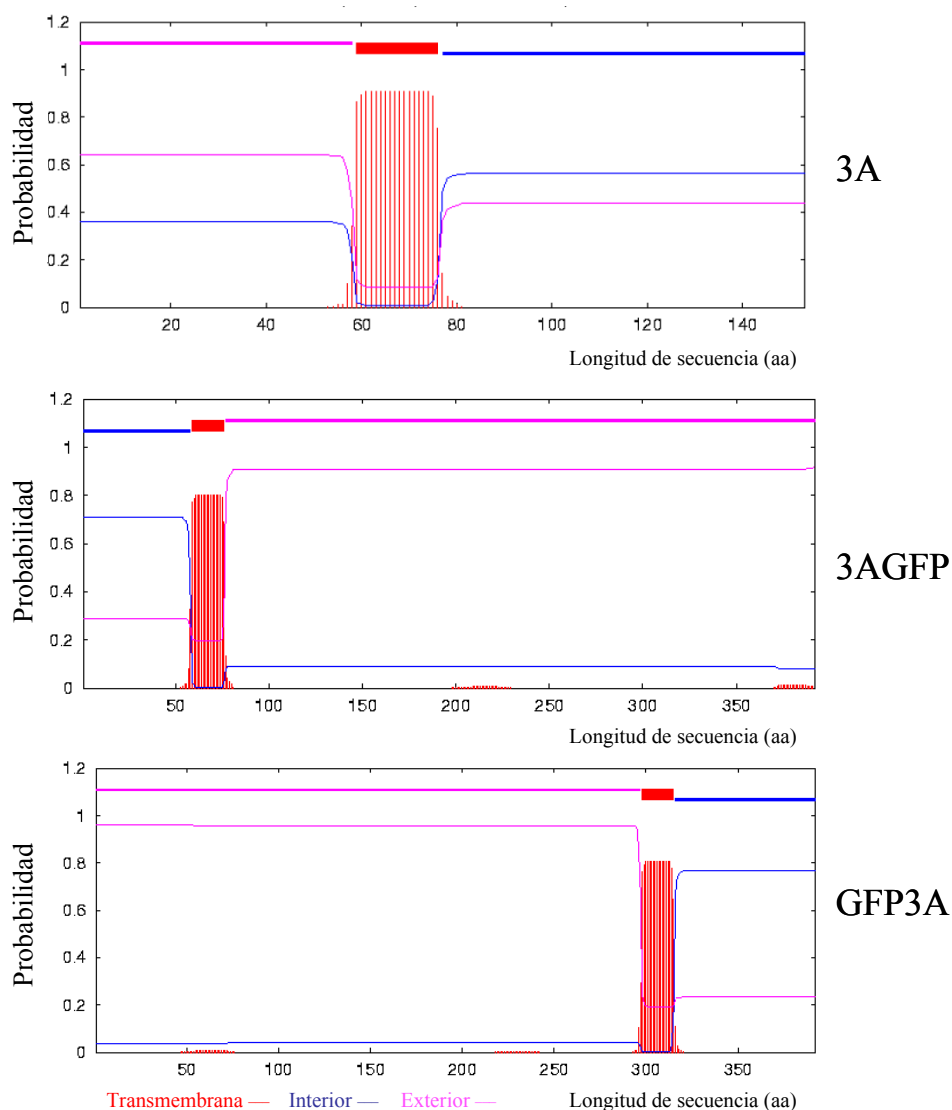 1.2
1
0.8
0.6
0.4
0.2
0
Probabilidad
20 40 60 80 100 120 140
Longitud de secuencia (aa)
3A
1.2
1
0.8
0.6
0.4
0.2
0
Probabilidad
50 100 150 200 250 300 350
Longitud de secuencia (aa)
3AGFP
1.2
1
0.8
0.6
0.4
0.2
0
Probabilidad
50 100 150 200 250 300 350
GFP3A
Transmembrana — Interior — Exterior — Longitud de secuencia (aa)